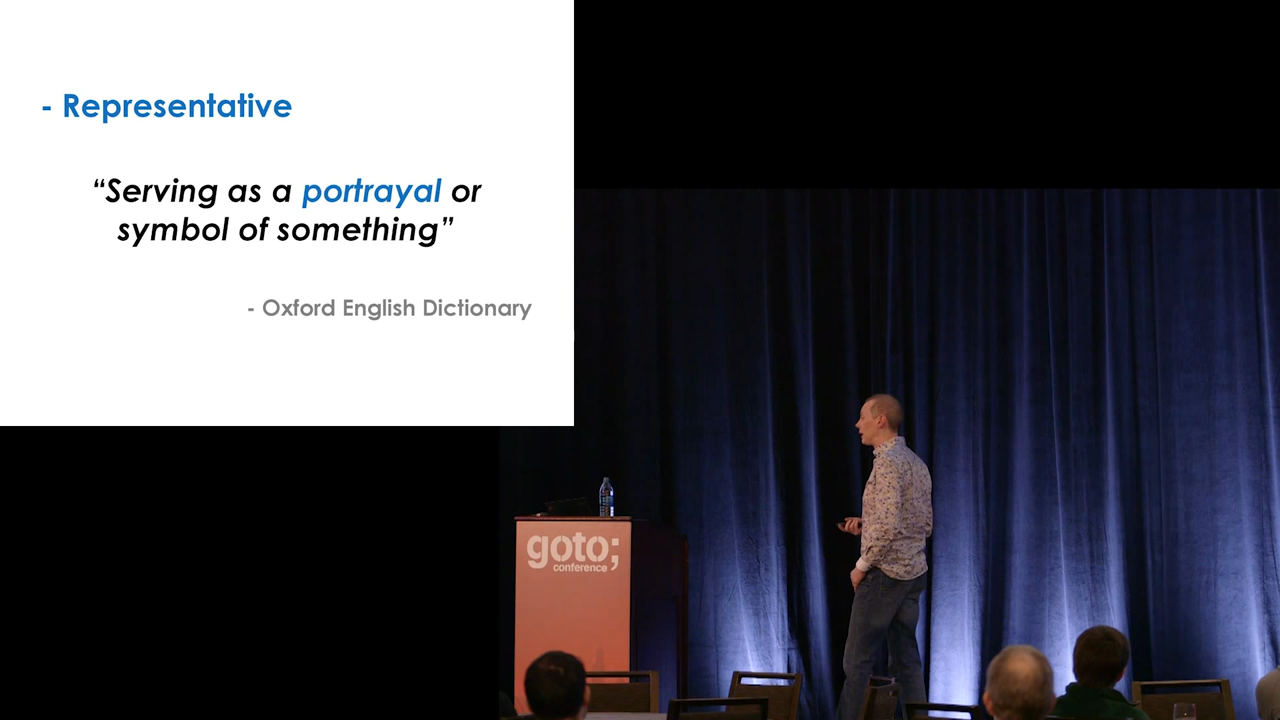 - Representative
“Serving as a portrayal or
symbol of something”
- Oxford English Dictionary
goto;
conference